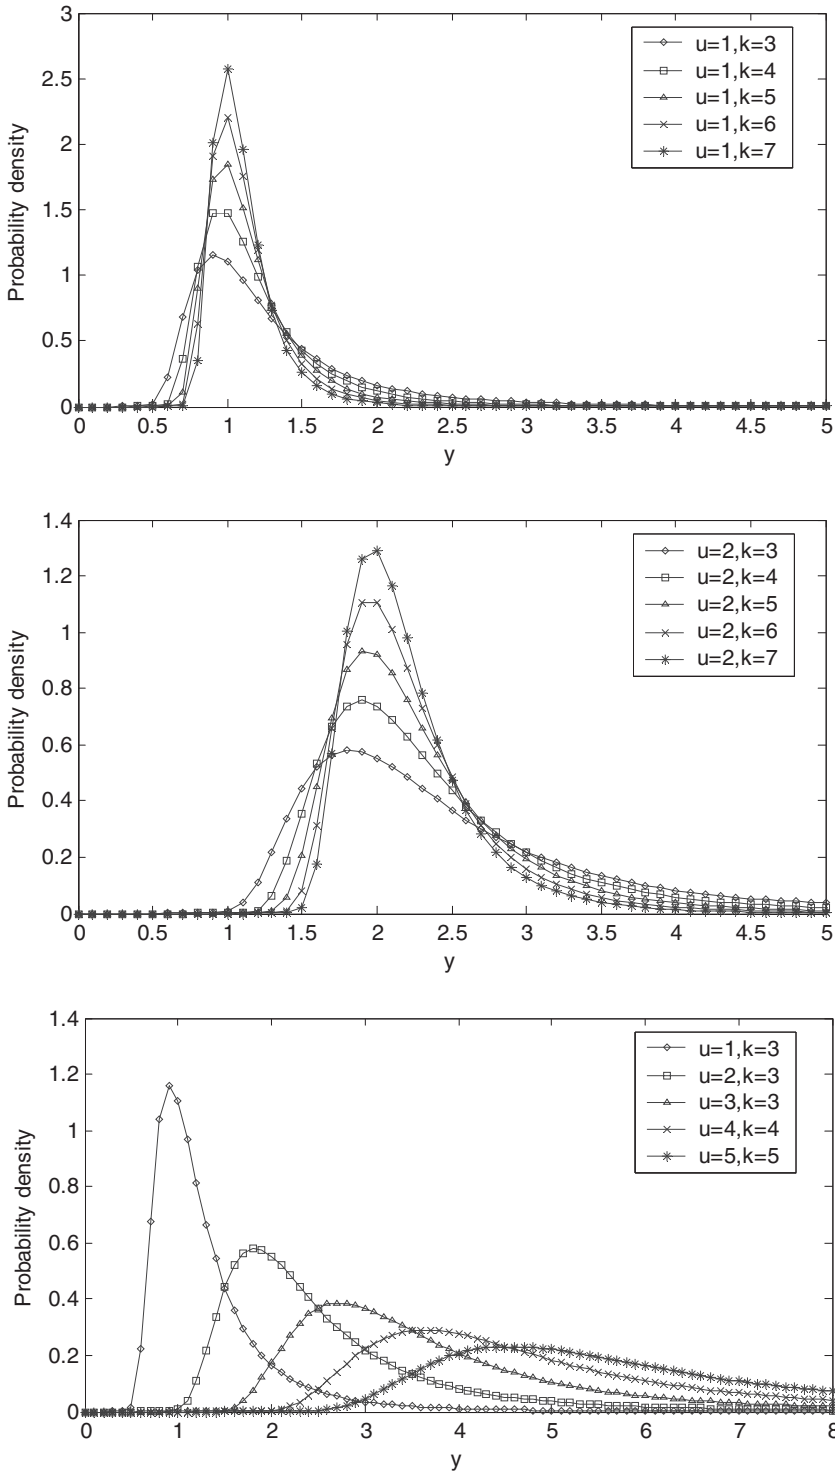 3
2.5
2
1.5
1
0.5
0
Probability density
0 0.5 1 1.5 2 2.5 3 3.5 4 4.5 5
y
u=1,k=3
u=1,k=4
u=1,k=5
u=1,k=6
u=1,k=7
1.4
1.2
1
0.8
0.6
0.4
0.2
0
Probability density
0 0.5 1 1.5 2 2.5 3 3.5 4 4.5 5
y
u=2,k=3
u=2,k=4
u=2,k=5
u=2,k=6
u=2,k=7
1.4
1.2
1
0.8
0.6
0.4
0.2
0
Probability density
0 1 2 3 4 5 6 7 8
y
u=1,k=3
u=2,k=3
u=3,k=3
u=4,k=4
u=5,k=5